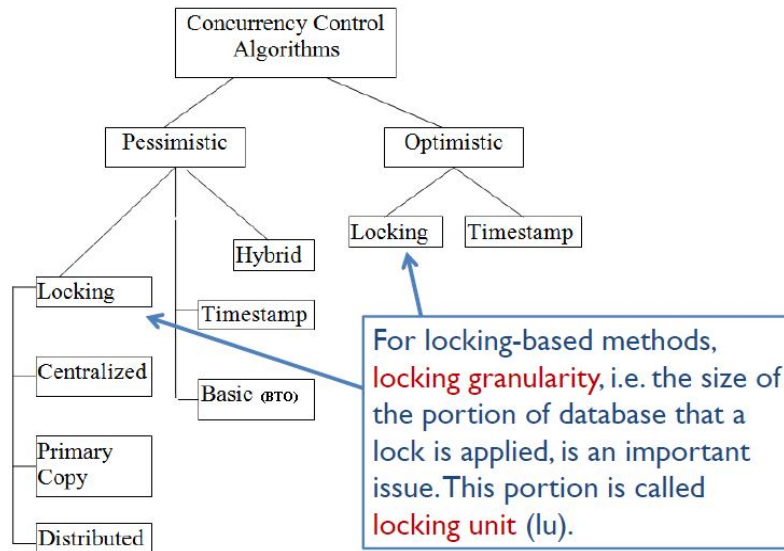 Concurrency Control
Algorithms
Pessimistic
Optimistic
Locking
Timestamp
Hybrid
Locking
Timestamp
Centralized
Basic (BTO)
Primary
Copy
Distributed
For locking-based methods,
locking granularity, i.e. the size of
the portion of database that a
lock is applied, is an important
issue. This portion is called
locking unit (lu).